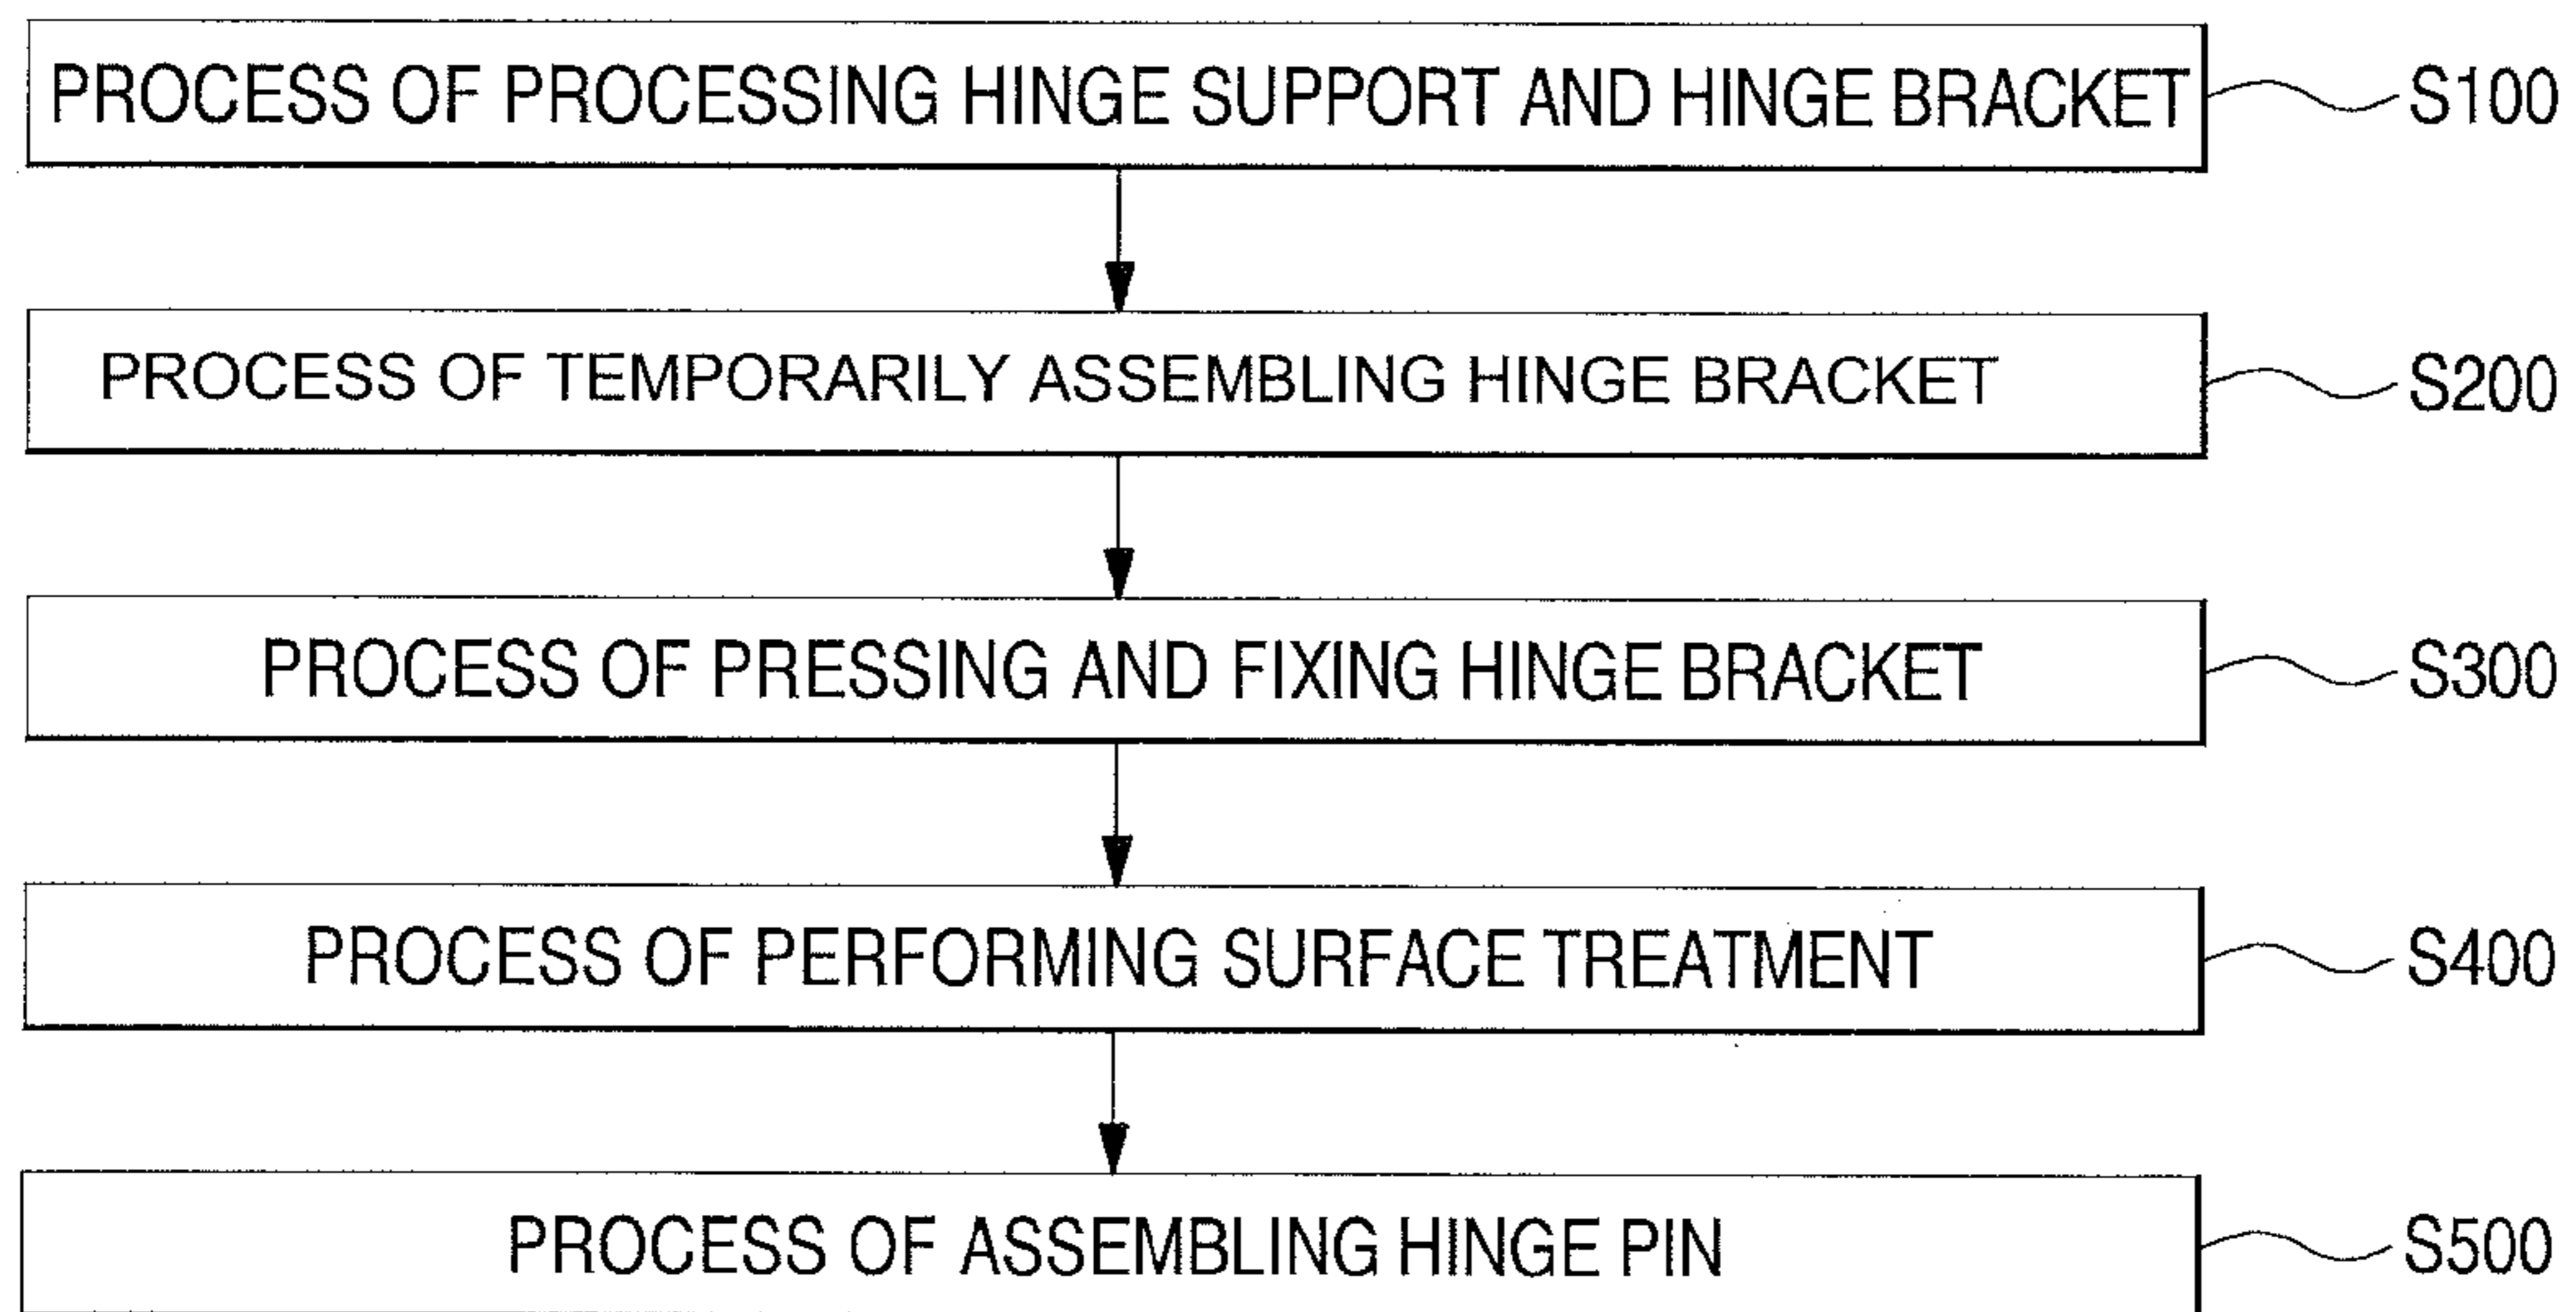 PROCESS OF PROCESSING HINGE SUPPORT AND HINGE BRACKET S100
PROCESS OF TEMPORARILY ASSEMBLING HINGE BRACKET S200
PROCESS OF PRESSING AND FIXING HINGE BRACKET S300
PROCESS OF PERFORMING SURFACE TREATMENT S400
PROCESS OF ASSEMBLING HINGE PIN S500